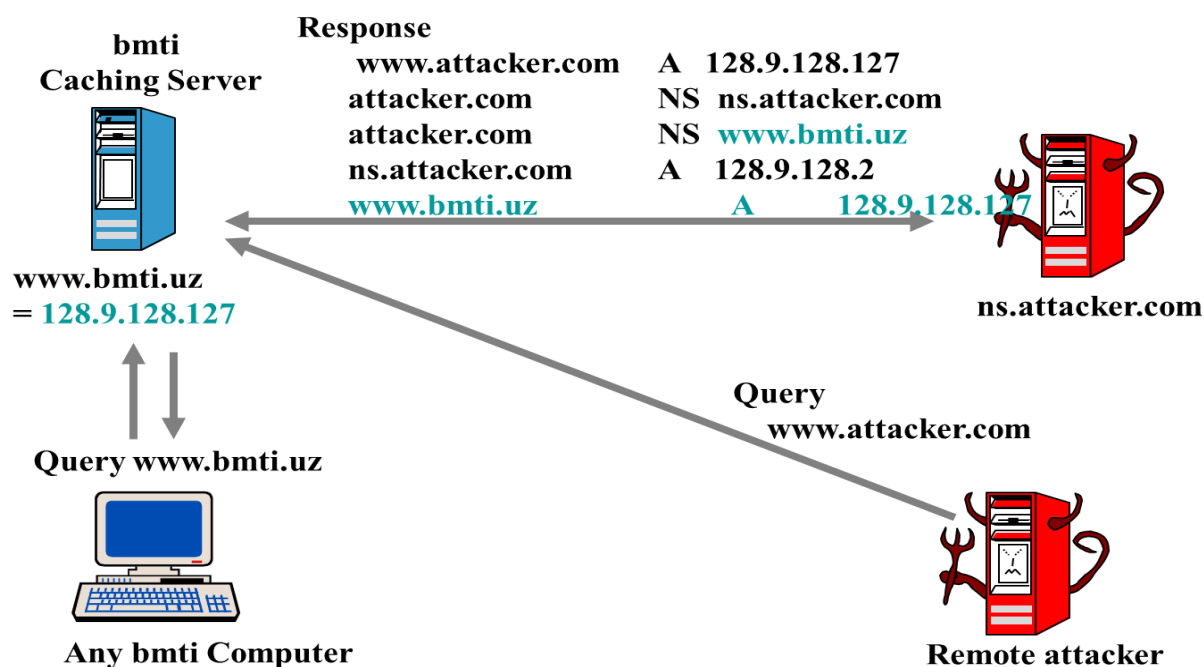 bmti
Caching Server
Response
www.attacker.com A 128.9.128.127
attacker.com NS ns.attacker.com
attacker.com NS www.bmti.uz
ns.attacker.com A 128.9.128.2
www.bmti.uz A 128.9.128.127
www.bmti.uz
= 128.9.128.127
ns.attacker.com
Query
www.attacker.com
Query www.bmti.uz
Any bmti Computer
Remote attacker